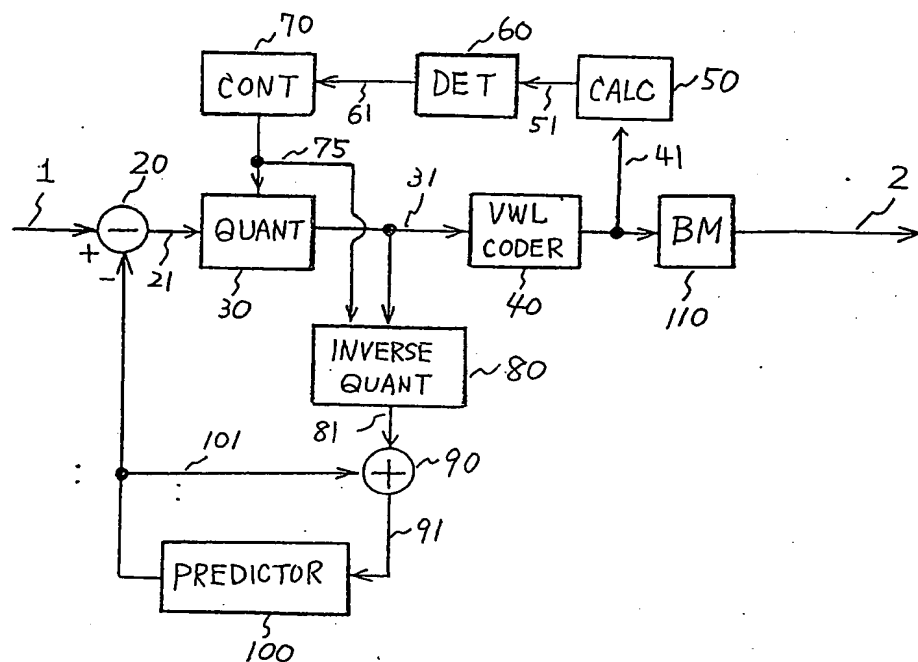 70
60
CONT
DET
CALC
50
61
51
75
41
1
20
31
2
+
−
QUANT
VWL
CODER
BM
-
21
30
40
110
INVERSE
QUANT
80
81
101
+
90
91
PREDICTOR
100